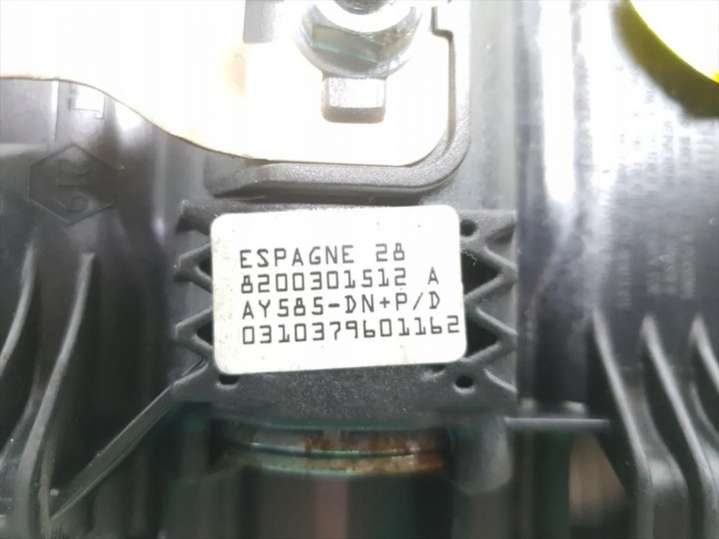 ESPAGNE 28
8200301512 A
AY585-DN+P/D
0310379601162